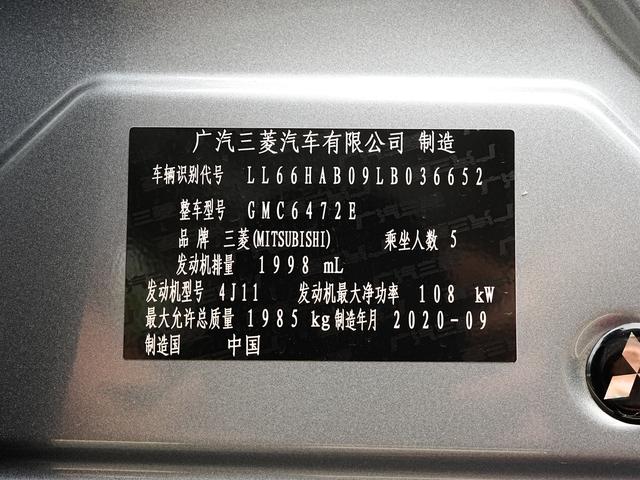 广汽三菱汽车有限公司 制造
车辆识别代号 LL66HAB09LB036652
整车型号 GMC6472E
品 牌 三菱(MITSUBISHI) 乘坐人数 5
发动机排量 1998 mL
发动机型号 4J11 发动机最大净功率 108 kW
最大允许总质量 1985 kg 制造年月 2020-09
制造国 中国